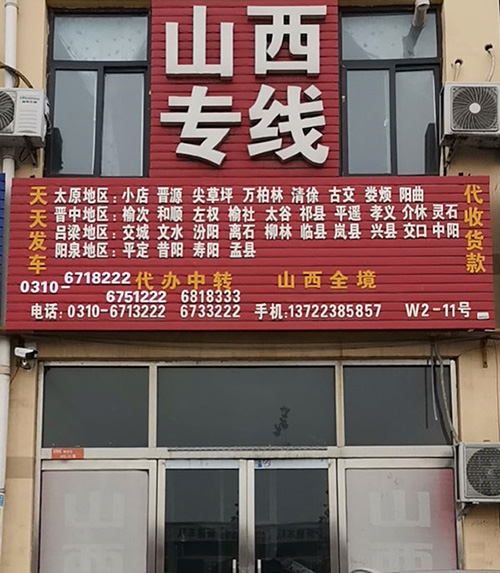 山西
专线
天天发车
太原地区：小店 晋源 尖草坪 万柏林 清徐 古交 娄烦 阳曲
晋中地区：榆次 和顺 左权 榆社 太谷 祁县 平遥 孝义 介休 灵石
吕梁地区：交城 文水 汾阳 离石 柳林 临县 岚县 兴县 交口 中阳
阳泉地区：平定 昔阳 寿阳 孟县
代收货款
0310-6718222 代办中转 山西全境
6751222 6818333
电话：0310-6713222 6733222 手机：13722385857 W2-11号
山 西